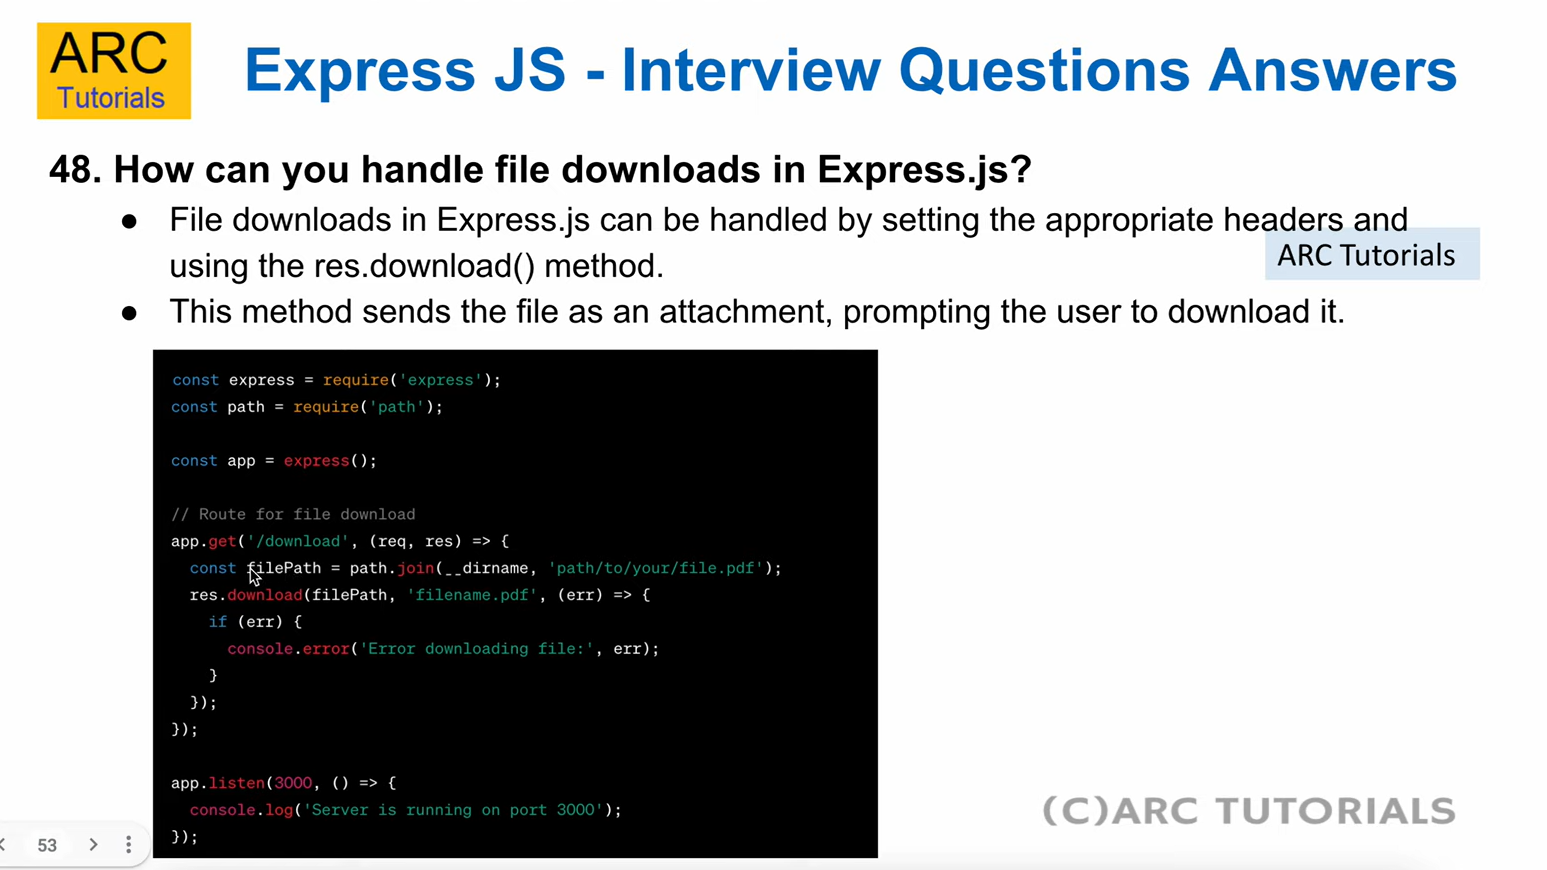 ARC
Tutorials
Express JS - Interview Questions Answers
48. How can you handle file downloads in Express.js?
● File downloads in Express.js can be handled by setting the appropriate headers and
using the res.download() method.
ARC Tutorials
● This method sends the file as an attachment, prompting the user to download it.
const express = require('express');
const path = require('path');
const app = express();
// Route for file download
app.get('/download', (req, res) => {
const filePath = path.join(__dirname, 'path/to/your/file.pdf');
res.download(filePath, 'filename.pdf', (err) => {
if (err) {
console.error('Error downloading file:', err);
}
});
});
app.listen(3000, () => {
console.log('Server is running on port 3000');
});
(C)ARC TUTORIALS
53